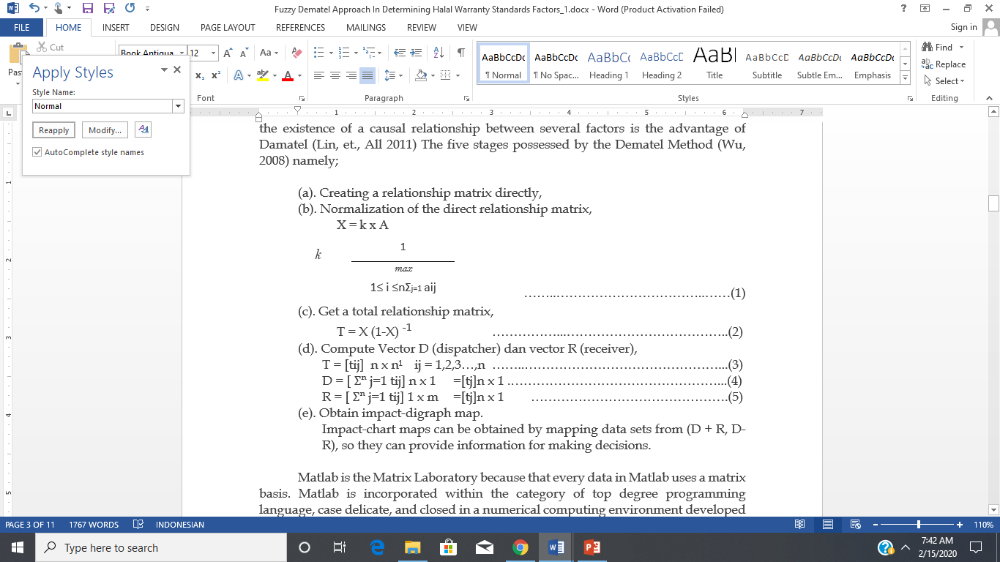 Fuzzy Dematel Approach In Determining Halal Warranty Standards Factors_1.docx - Word (Product Activation Failed)
FILE HOME INSERT DESIGN PAGE LAYOUT REFERENCES MAILINGS REVIEW VIEW Sign in
Cut
Book Antiqua 12
Aa
AaBbCcDc AaBbCcDc AaBbCc AaBbCcD AaB AaBbCcD AaBbCcDc AaBbCcDc
¶ Normal ¶ No Spac... Heading 1 Heading 2 Title Subtitle Subtle Em... Emphasis
Find
Replace
Select
Font Paragraph Styles Editing
Apply Styles
Style Name:
Normal
Reapply Modify...
AutoComplete style names
1 2 3 4 5 6 7
the existence of a causal relationship between several factors is the advantage of
Damatel (Lin, et., All 2011) The five stages possessed by the Dematel Method (Wu,
2008) namely;
(a). Creating a relationship matrix directly,
(b). Normalization of the direct relationship matrix,
X = k x A
1
k
max
1≤ i ≤nΣj=1 aij
……..……………………………..……(1)
(c). Get a total relationship matrix,
T = X (1-X) -1 ……………...…………………………………..(2)
(d). Compute Vector D (dispatcher) dan vector R (receiver),
T = [tij] n x n¹ ij = 1,2,3…,n ……..………………………………………...(3)
D = [ Σⁿ j=1 tij] n x 1 =[tj]n x 1 …………………………………………...(4)
R = [ Σⁿ j=1 tij] 1 x m =[tj]n x 1 ……………………………………….(5)
(e). Obtain impact-digraph map.
Impact-chart maps can be obtained by mapping data sets from (D + R, D-
R), so they can provide information for making decisions.
Matlab is the Matrix Laboratory because that every data in Matlab uses a matrix
basis. Matlab is incorporated within the category of top degree programming
language, case delicate, and closed in a numerical computing environment developed
PAGE 3 OF 11 1767 WORDS INDONESIAN 110%
Type here to search
7:42 AM
2/15/2020